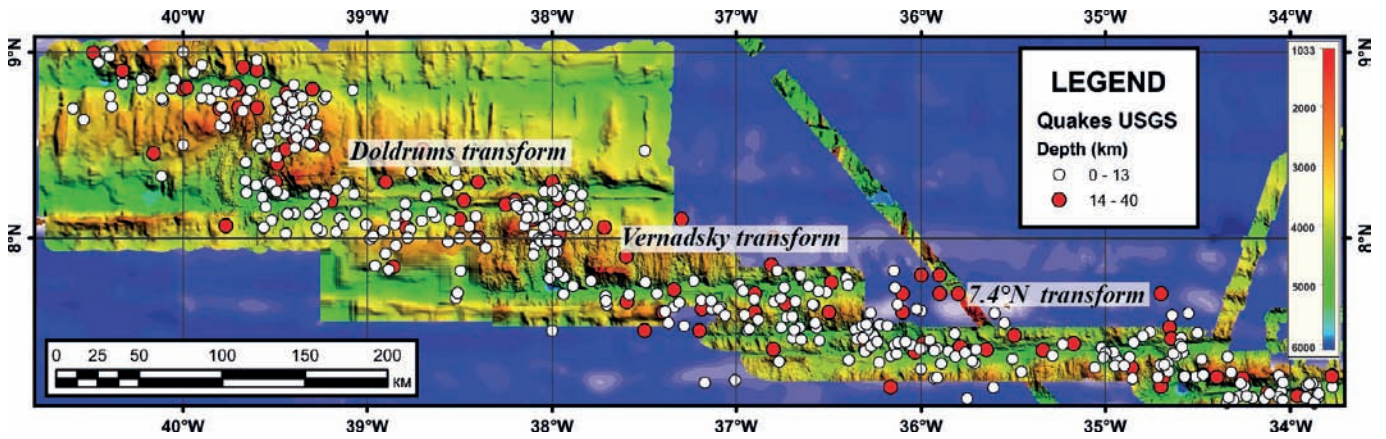 40°W 39°W 38°W 37°W 36°W 35°W 34°W
9°N 9°N
LEGEND
Quakes USGS
Depth (km)
0 - 13
14 - 40
1033
2000
3000
4000
5000
6000
Doldrums transform
8°N 8°N
Vernadsky transform
7.4°N transform
0 25 50 100 150 200
КМ
40°W 39°W 38°W 37°W 36°W 35°W 34°W